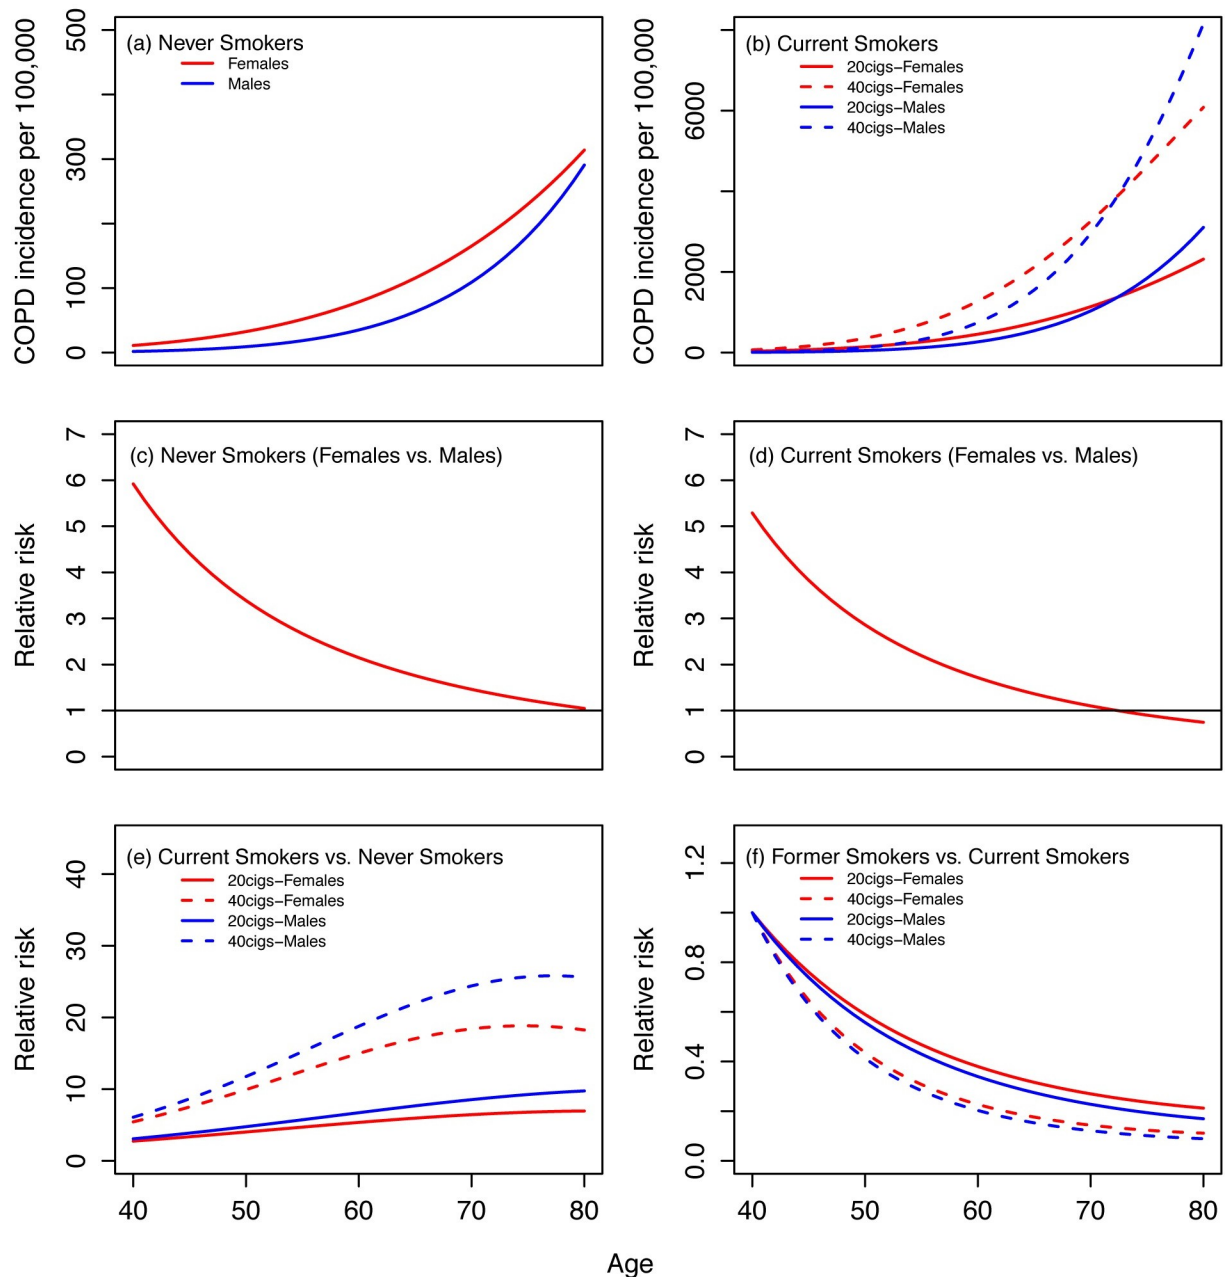 (a) Never Smokers
Females
Males
COPD incidence per 100,000
0
100
300
500
(b) Current Smokers
20cigs−Females
40cigs−Females
20cigs−Males
40cigs−Males
COPD incidence per 100,000
0
2000
6000
(c) Never Smokers (Females vs. Males)
Relative risk
0
1
2
3
4
5
6
7
(d) Current Smokers (Females vs. Males)
Relative risk
0
1
2
3
4
5
6
7
(e) Current Smokers vs. Never Smokers
20cigs−Females
40cigs−Females
20cigs−Males
40cigs−Males
Relative risk
0
10
20
30
40
40 50 60 70 80
(f) Former Smokers vs. Current Smokers
20cigs−Females
40cigs−Females
20cigs−Males
40cigs−Males
Relative risk
0.0
0.4
0.8
1.2
40 50 60 70 80
Age